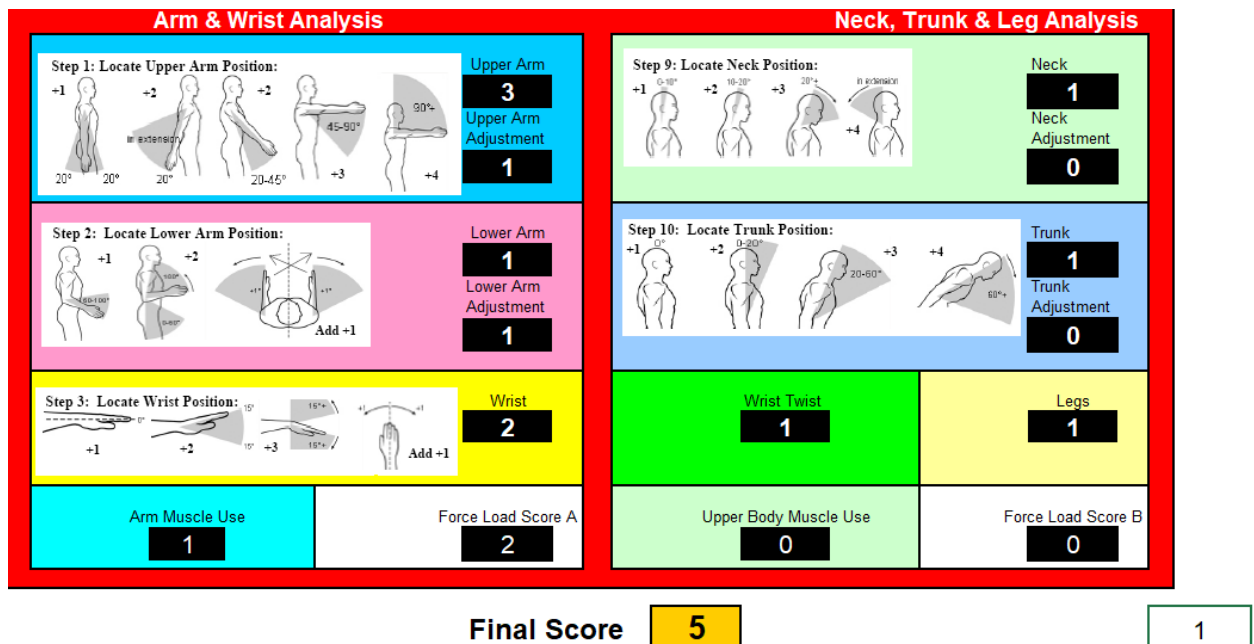 Arm & Wrist Analysis
Neck, Trunk & Leg Analysis
Step 1: Locate Upper Arm Position:
+1
+2
+2
in extension
20°
20°
20°
20-45°
45-90°
+3
90°+
+4
Upper Arm
3
Upper Arm
Adjustment
1
Step 9: Locate Neck Position:
+1
0-10°
+2
10-20°
+3
20°+
in extension
+4
Neck
1
Neck
Adjustment
0
Step 2: Locate Lower Arm Position:
+1
+2
60-100°
100°
0-60°
+1°
+1°
Add +1
Lower Arm
1
Lower Arm
Adjustment
1
Step 10: Locate Trunk Position:
+1
0°
+2
0-20°
20-60°
+3
+4
60°+
Trunk
1
Trunk
Adjustment
0
Step 3: Locate Wrist Position:
0°
+1
15°
15°
+2
15°+
15°+
+3
+1
+1
Add +1
Wrist
2
Wrist Twist
1
Legs
1
Arm Muscle Use
1
Force Load Score A
2
Upper Body Muscle Use
0
Force Load Score B
0
Final Score
5
1